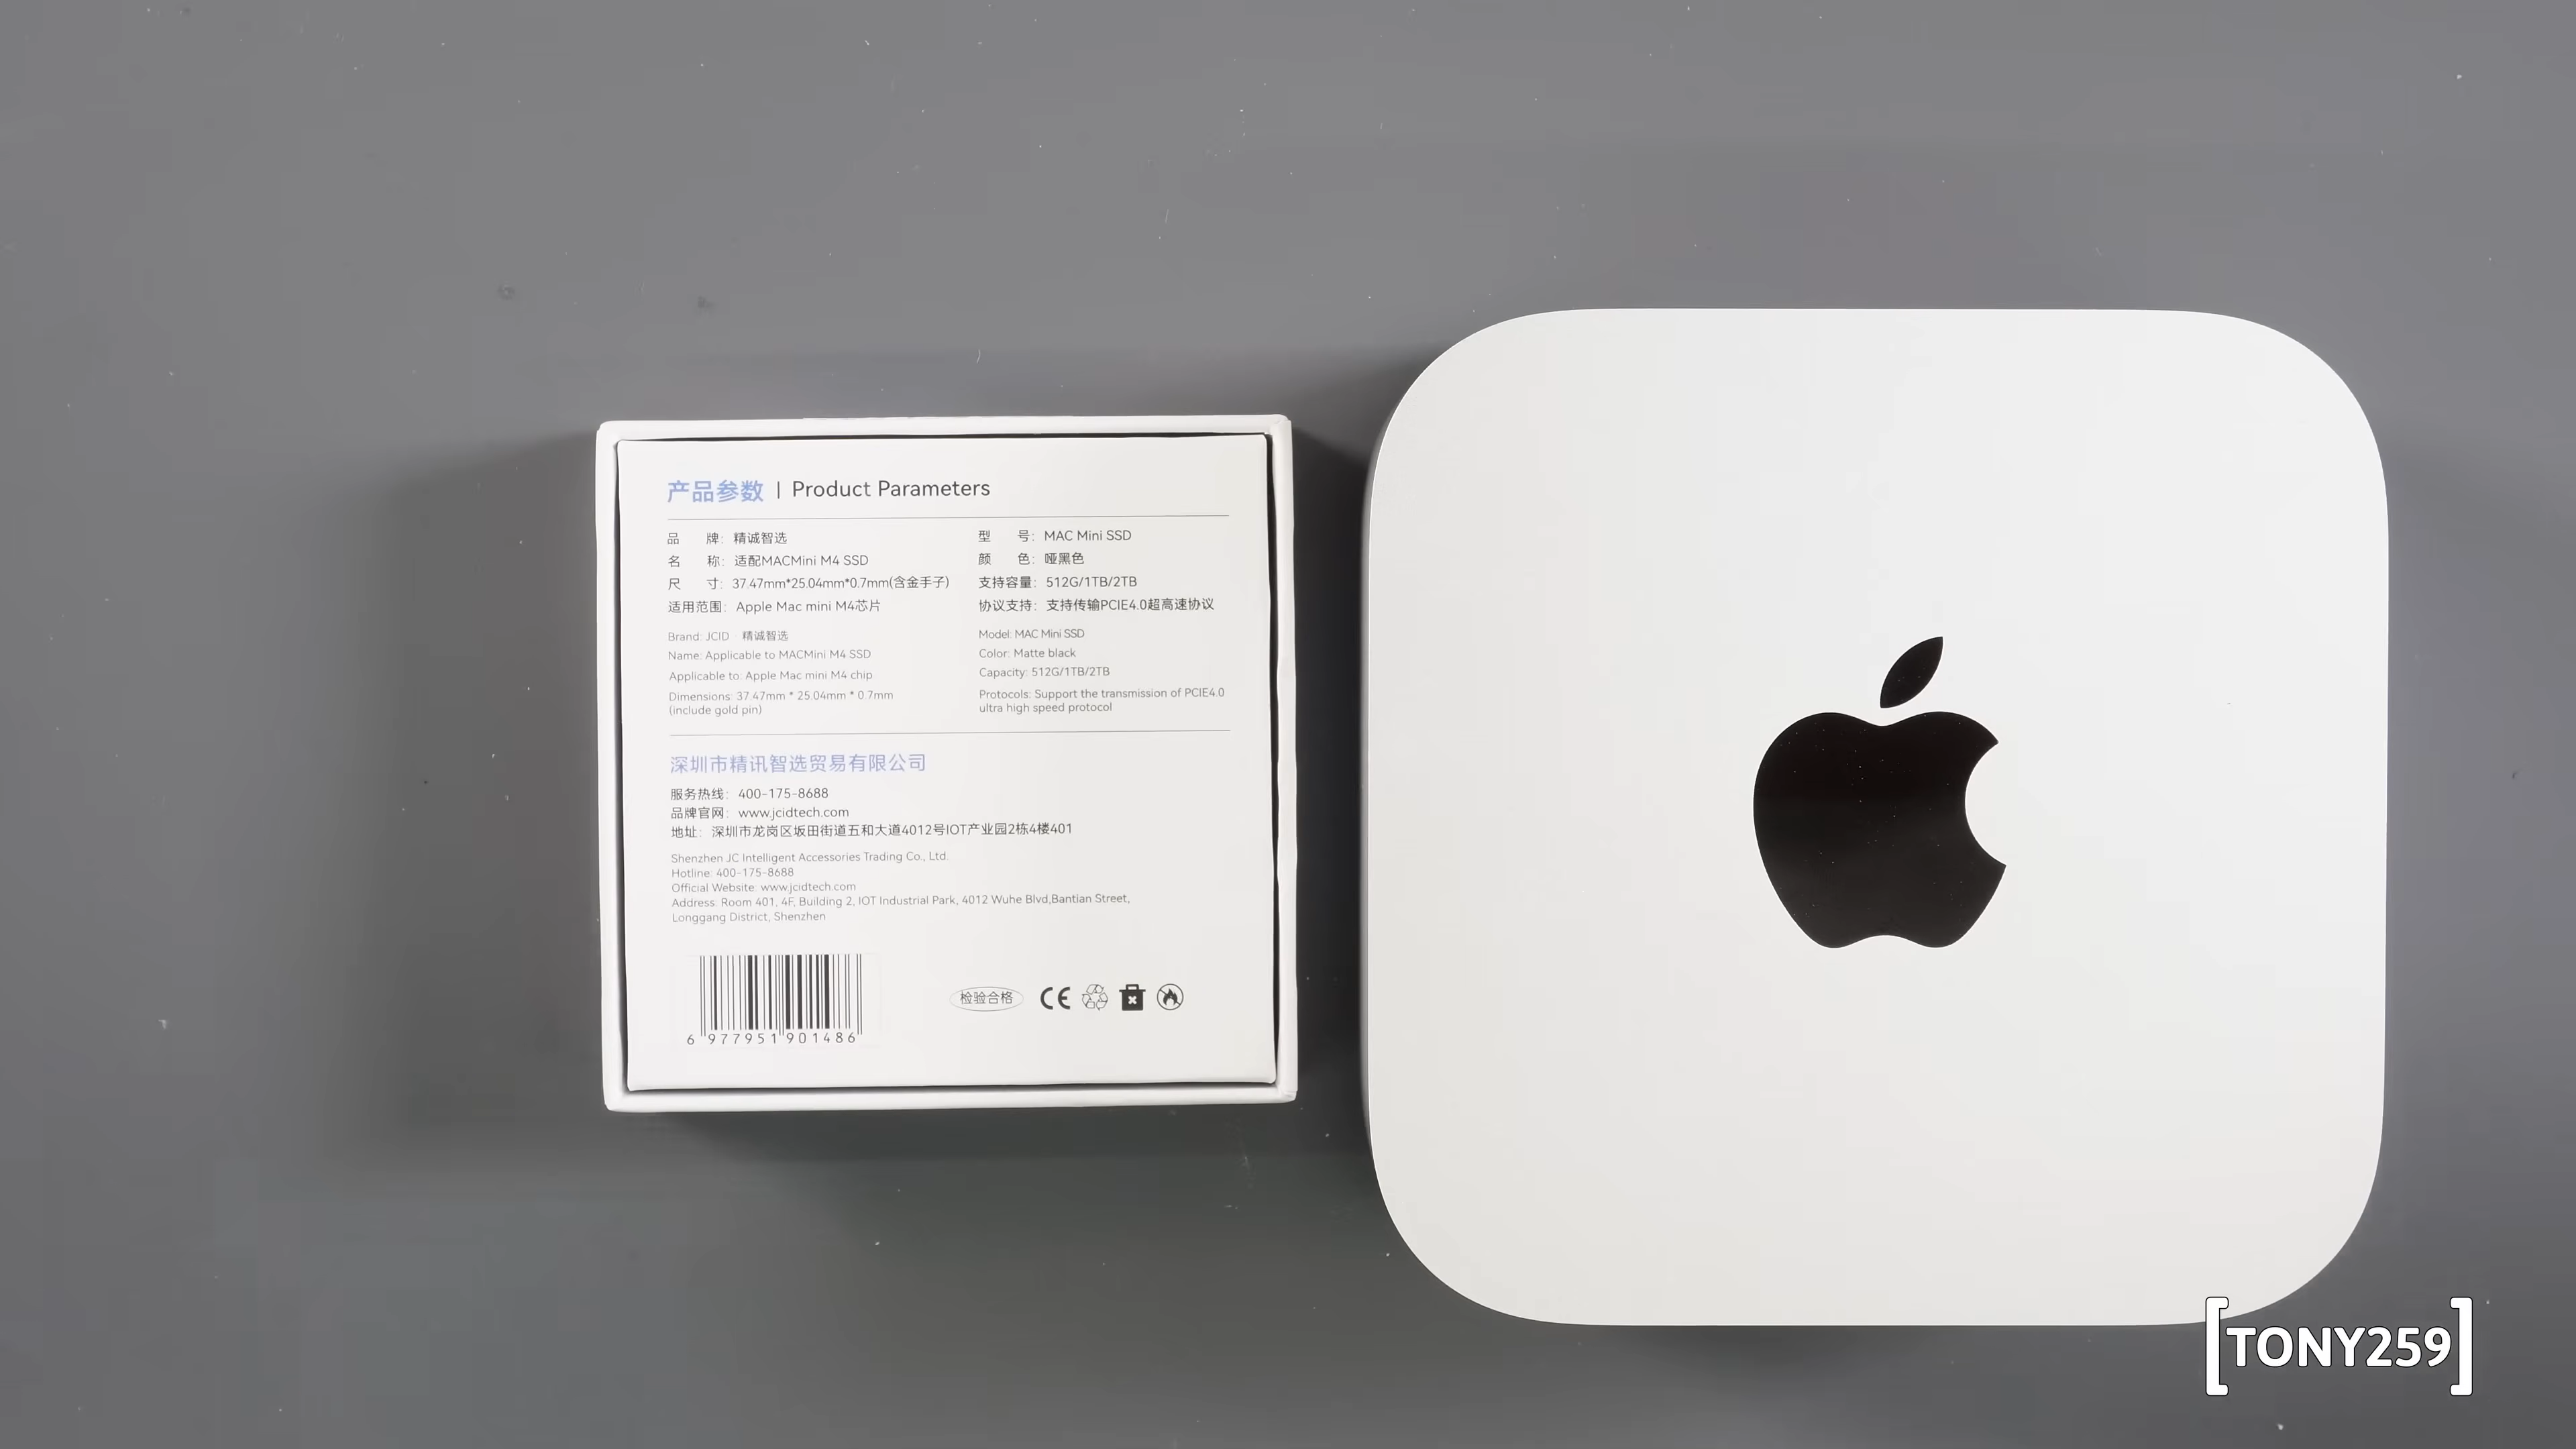 产品参数 | Product Parameters
品 牌: 精诚智选
型 号: MAC Mini SSD
名 称: 适配MACMini M4 SSD
颜 色: 哑黑色
尺 寸: 37.47mm*25.04mm*0.7mm(含金手子)
支持容量: 512G/1TB/2TB
适用范围: Apple Mac mini M4芯片
协议支持: 支持传输PCIE4.0超高速协议
Brand: JCID 精诚智选
Name: Applicable to MACMini M4 SSD
Applicable to: Apple Mac mini M4 chip
Dimensions: 37.47mm * 25.04mm * 0.7mm
(include gold pin)
Model: MAC Mini SSD
Color: Matte black
Capacity: 512G/1TB/2TB
Protocols: Support the transmission of PCIE4.0
ultra high speed protocol
深圳市精讯智选贸易有限公司
服务热线: 400-175-8688
品牌官网: www.jcidtech.com
地址: 深圳市龙岗区坂田街道五和大道4012号IOT产业园2栋4楼401
Shenzhen JC Intelligent Accessories Trading Co., Ltd.
Hotline: 400-175-8688
Official Website: www.jcidtech.com
Address: Room 401, 4F, Building 2, IOT Industrial Park, 4012 Wuhe Blvd,Bantian Street,
Longgang District, Shenzhen
6 977951 901486
检验合格 CE
[TONY259]